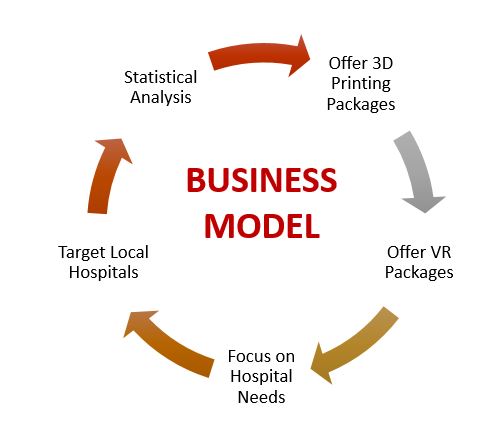 Offer 3D
Printing
Packages
Offer VR
Packages
Focus on
Hospital
Needs
Target Local
Hospitals
Statistical
Analysis
BUSINESS
MODEL